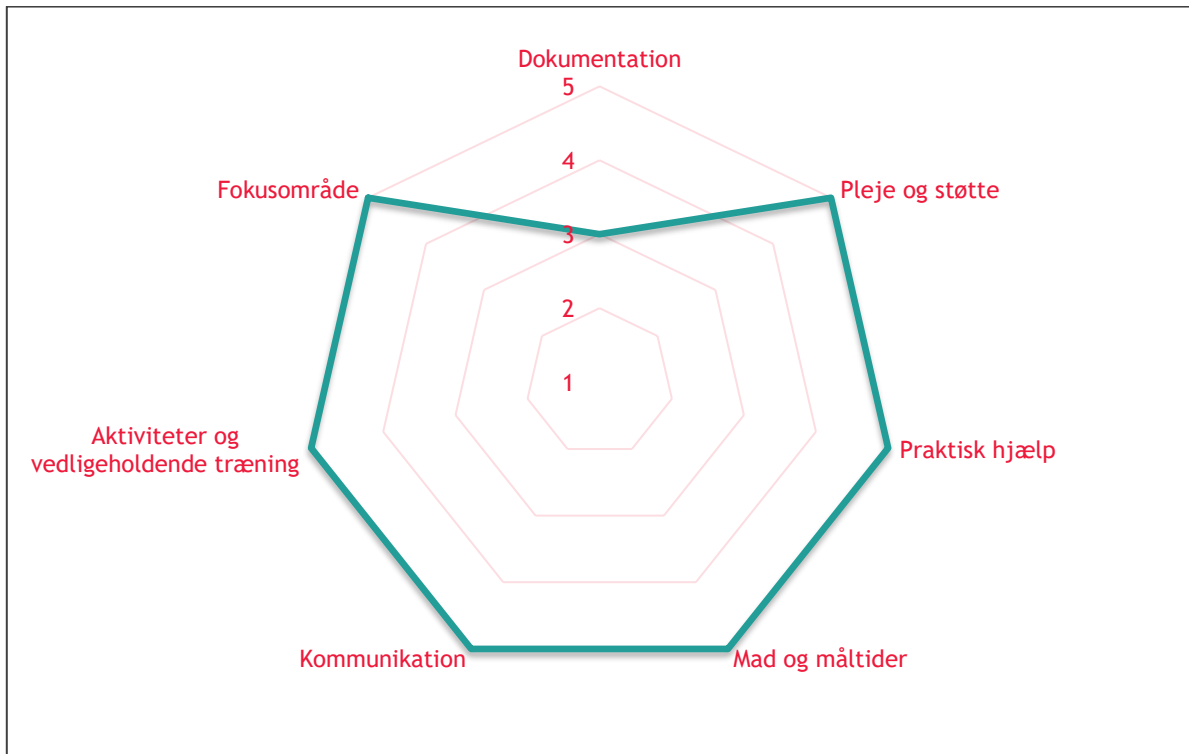 Dokumentation
5
4
Fokusområde
Pleje og støtte
3
2
1
Aktiviteter og
vedligeholdende træning
Praktisk hjælp
Kommunikation
Mad og måltider